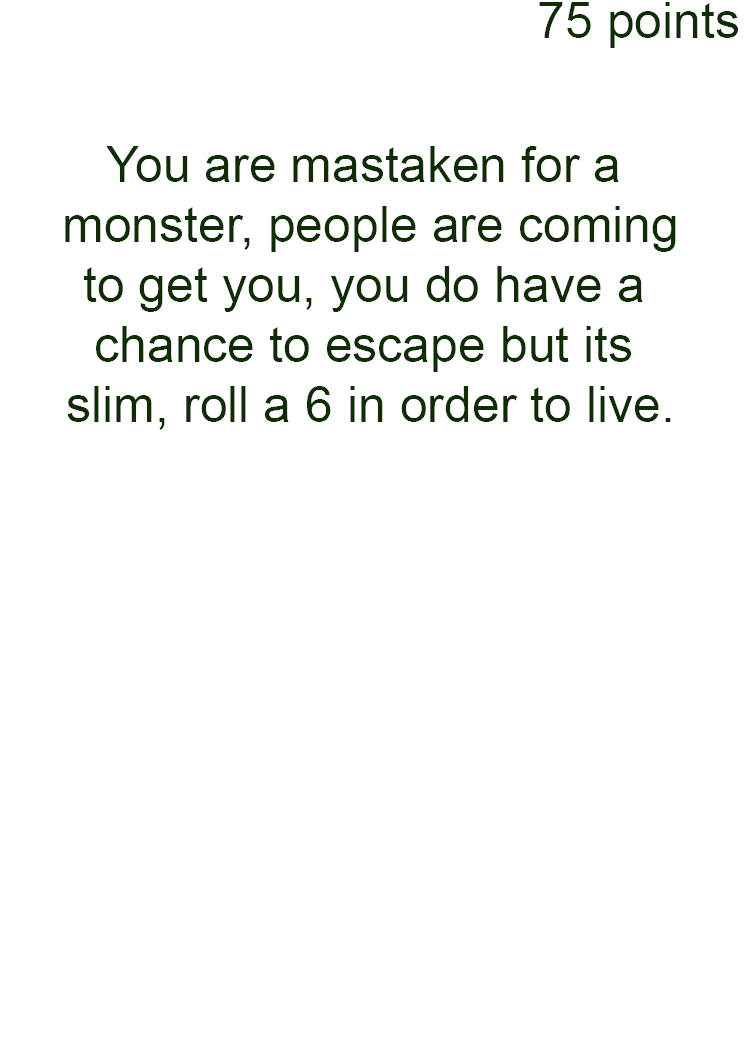 75 points
You are mastaken for a
monster, people are coming
to get you, you do have a
chance to escape but its
slim, roll a 6 in order to live.